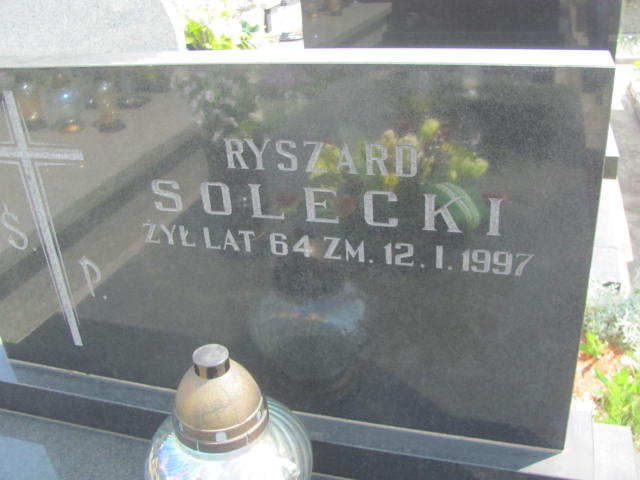 Ś. P.
RYSZARD
SOLECKI
ŻYŁ LAT 64 ZM. 12. I. 1997